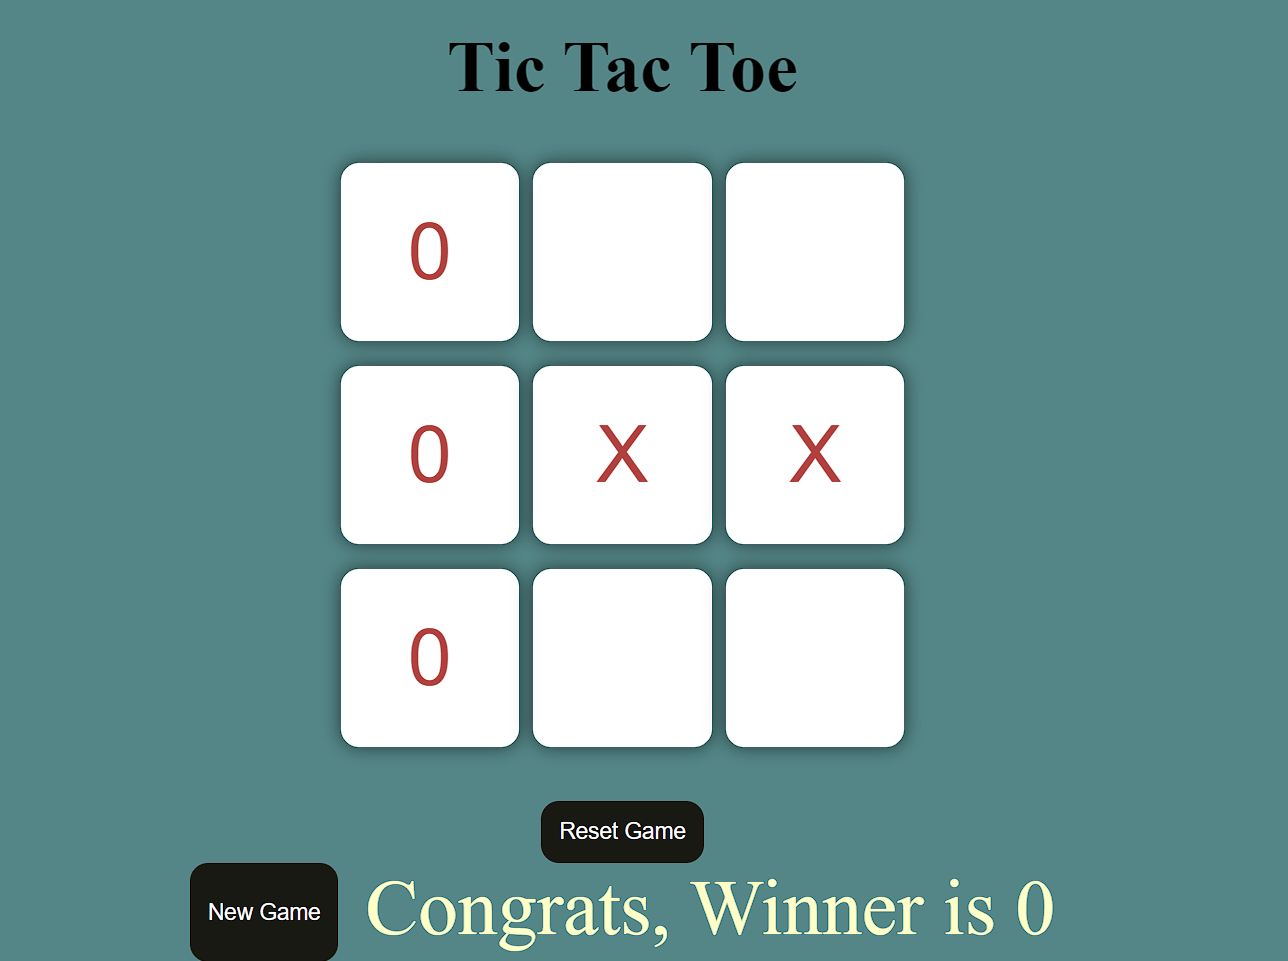 Tic Tac Toe
0
0 X X
0
Reset Game
New Game
Congrats, Winner is 0